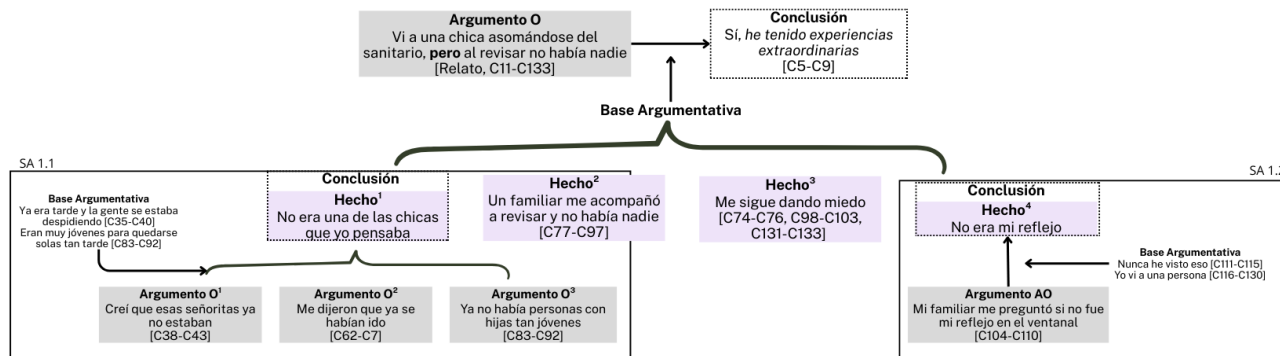 Argumento O
Vi a una chica asomándose del
sanitario, pero al revisar no había nadie
[Relato, C11-C133]
Conclusión
Sí, he tenido experiencias
extraordinarias
[C5-C9]
Base Argumentativa
SA 1.1
Base Argumentativa
Ya era tarde y la gente se estaba
despidiendo [C35-C40]
Eran muy jóvenes para quedarse
solas tan tarde [C83-C92]
Conclusión
Hecho¹
No era una de las chicas
que yo pensaba
Hecho²
Un familiar me acompañó
a revisar y no había nadie
[C77-C97]
Hecho³
Me sigue dando miedo
[C74-C76, C98-C103,
C131-C133]
Argumento O¹
Creí que esas señoritas ya
no estaban
[C38-C43]
Argumento O²
Me dijeron que ya se
habían ido
[C62-C7]
Argumento O³
Ya no había personas con
hijas tan jóvenes
[C83-C92]
SA 1.
Conclusión
Hecho⁴
No era mi reflejo
Base Argumentativa
Nunca he visto eso [C111-C115]
Yo vi a una persona [C116-C130]
Argumento AO
Mi familiar me preguntó si no fue
mi reflejo en el ventanal
[C104-C110]